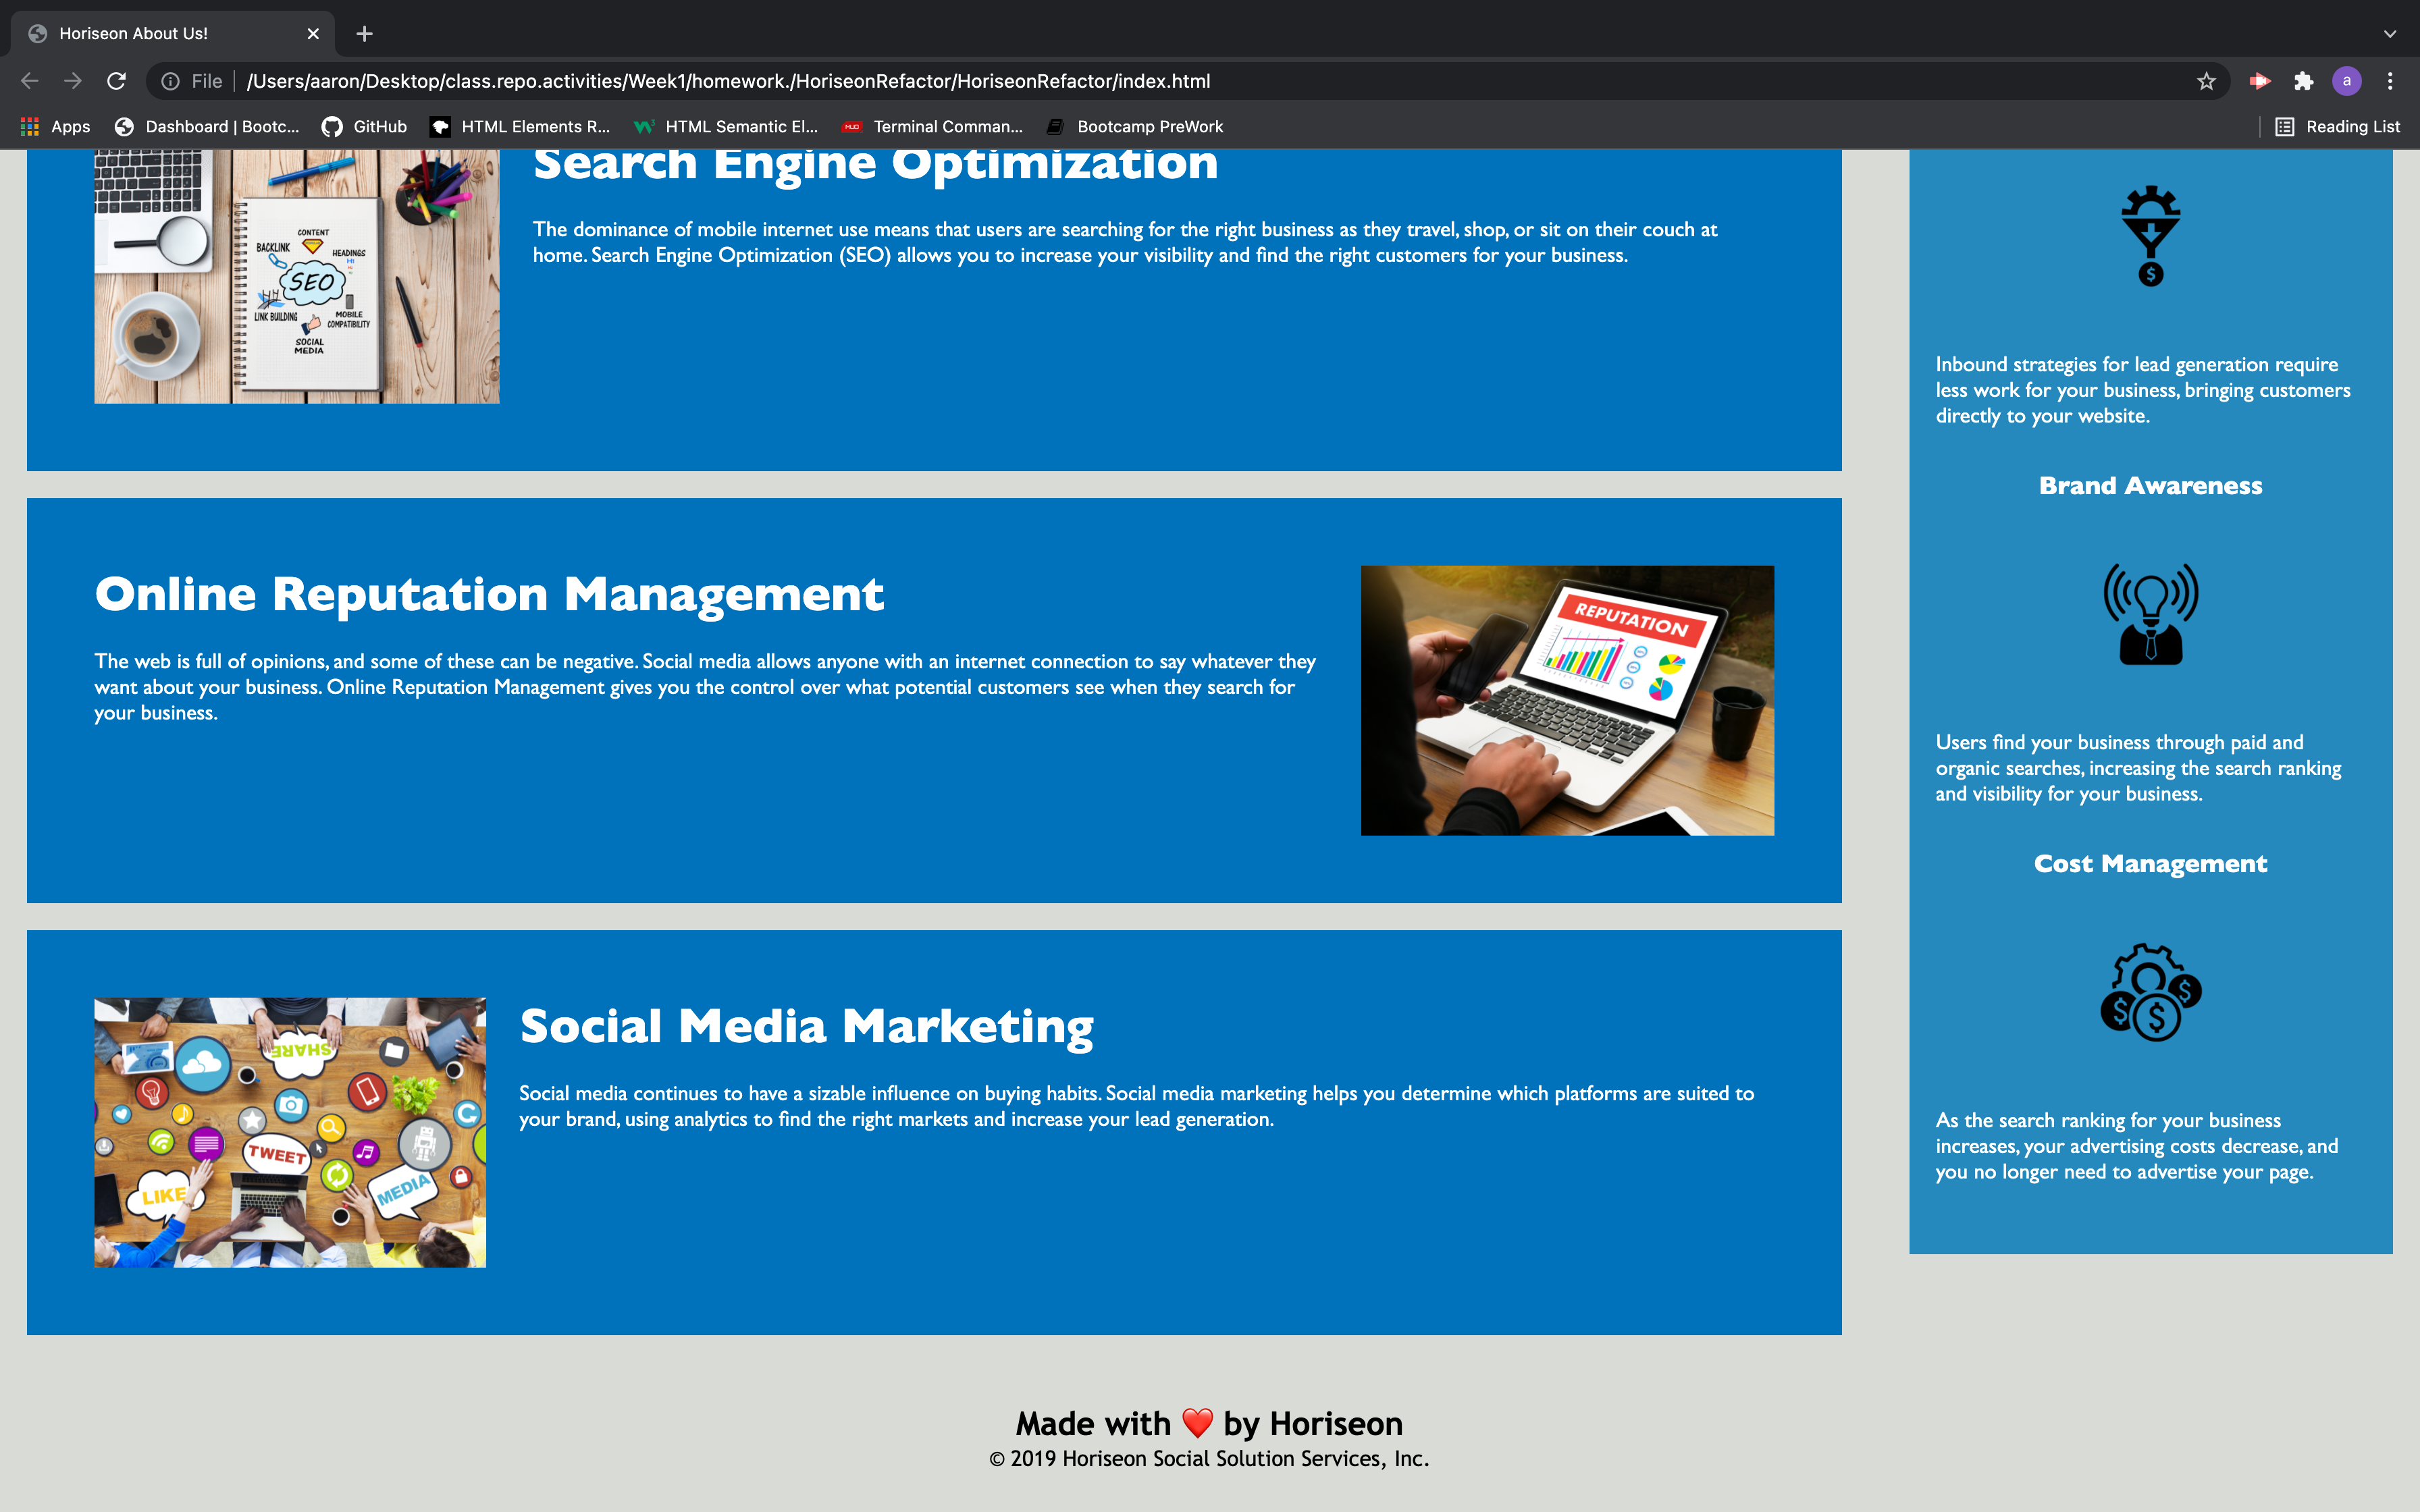 Horiseon About Us!
File
/Users/aaron/Desktop/class.repo.activities/Week1/homework./HoriseonRefactor/HoriseonRefactor/index.html
a
Apps
Dashboard | Bootc...
GitHub
HTML Elements R...
HTML Semantic El...
Terminal Comman...
Bootcamp PreWork
Reading List
Search Engine Optimization
The dominance of mobile internet use means that users are searching for the right business as they travel, shop, or sit on their couch at
home. Search Engine Optimization (SEO) allows you to increase your visibility and find the right customers for your business.
CONTENT
BACKLINK
HEADINGS
SEO
LINK BUILDING
MOBILE
COMPATIBILITY
SOCIAL
MEDIA
Online Reputation Management
The web is full of opinions, and some of these can be negative. Social media allows anyone with an internet connection to say whatever they
want about your business. Online Reputation Management gives you the control over what potential customers see when they search for
your business.
REPUTATION
Social Media Marketing
Social media continues to have a sizable influence on buying habits. Social media marketing helps you determine which platforms are suited to
your brand, using analytics to find the right markets and increase your lead generation.
SHARE
TWEET
LIKE
MEDIA
$
Inbound strategies for lead generation require
less work for your business, bringing customers
directly to your website.
Brand Awareness
Users find your business through paid and
organic searches, increasing the search ranking
and visibility for your business.
Cost Management
$ $ $
As the search ranking for your business
increases, your advertising costs decrease, and
you no longer need to advertise your page.
Made with ❤️ by Horiseon
© 2019 Horiseon Social Solution Services, Inc.